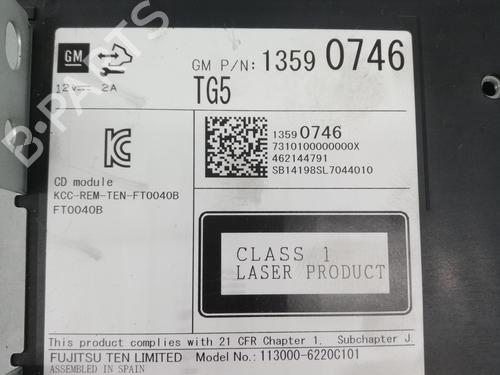 GM
GM P/N: 1359 0746
12V 2A
TG5
1359 0746
7310100000000X
462144791
SB14198SL7044010
CD module
KCC-REM-TEN-FT0040B
FT0040B
CLASS 1
LASER PRODUCT
This product complies with 21 CFR Chapter 1. Subchapter J.
FUJITSU TEN LIMITED Model No.: 113000-6220C101
ASSEMBLED IN SPAIN
B-PARTS